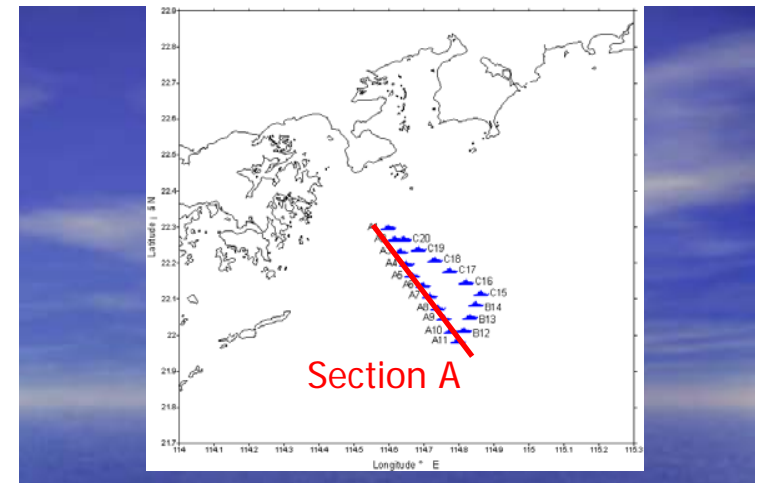 22.9
22.8
22.7
22.6
22.5
22.4
22.3
22.2
22.1
22
21.9
21.8
21.7
Latitude ¡ ã N
C20
C19
A4
C18
A5
C17
A6
C16
A7
C15
A8
B14
A9
B13
A10
B12
A11
Section A
114 114.1 114.2 114.3 114.4 114.5 114.6 114.7 114.8 114.9 115 115.1 115.2 115.3
Longitude ° E